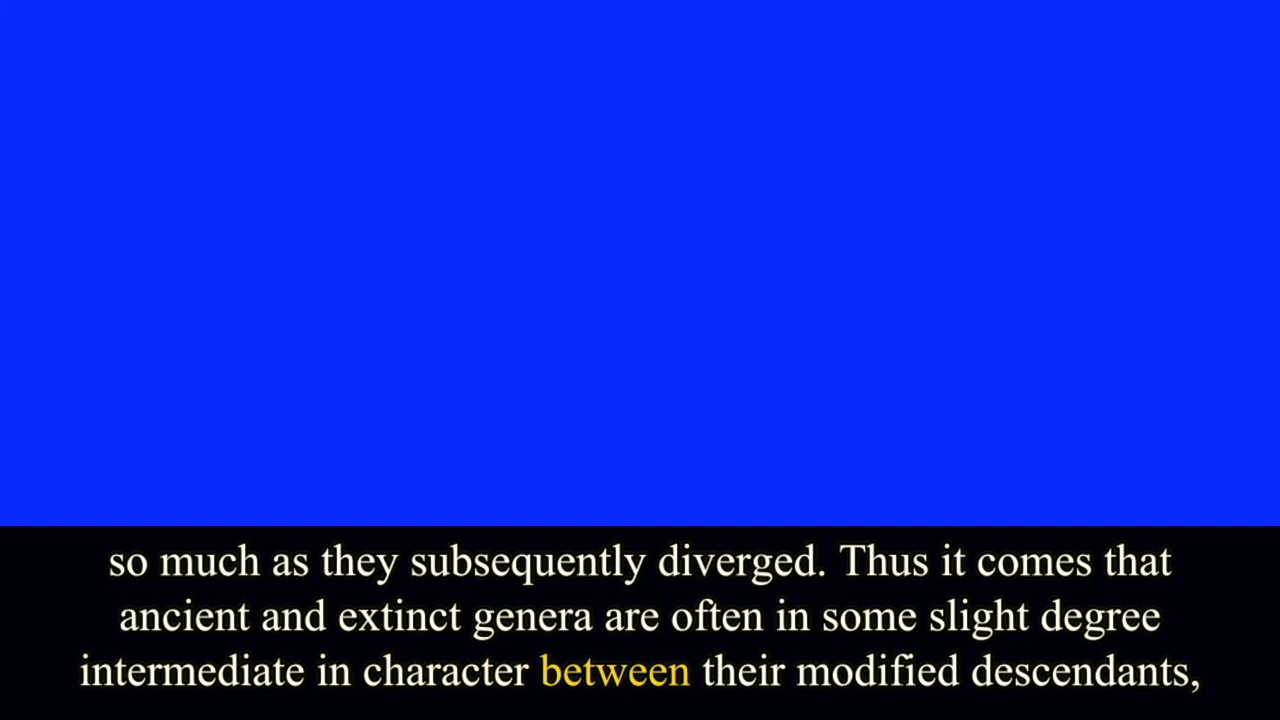 so much as they subsequently diverged. Thus it comes that
ancient and extinct genera are often in some slight degree
intermediate in character between their modified descendants,